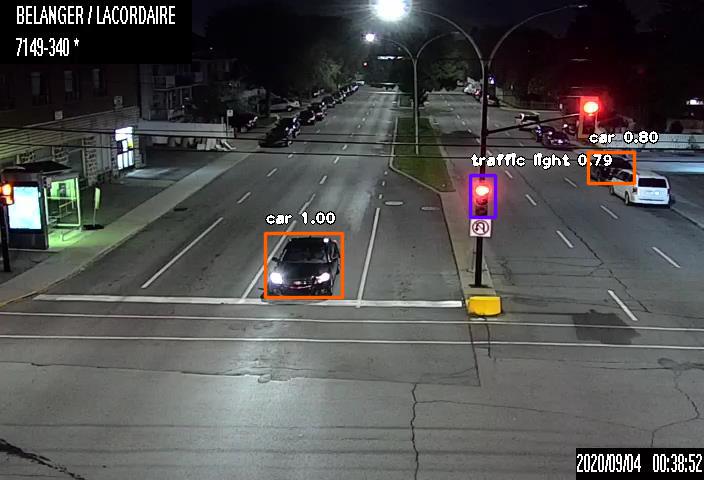 BELANGER / LACORDAIRE
7149-340 *
car 0.80
traffic light 0.79
car 1.00
2020/09/04 00:38:52